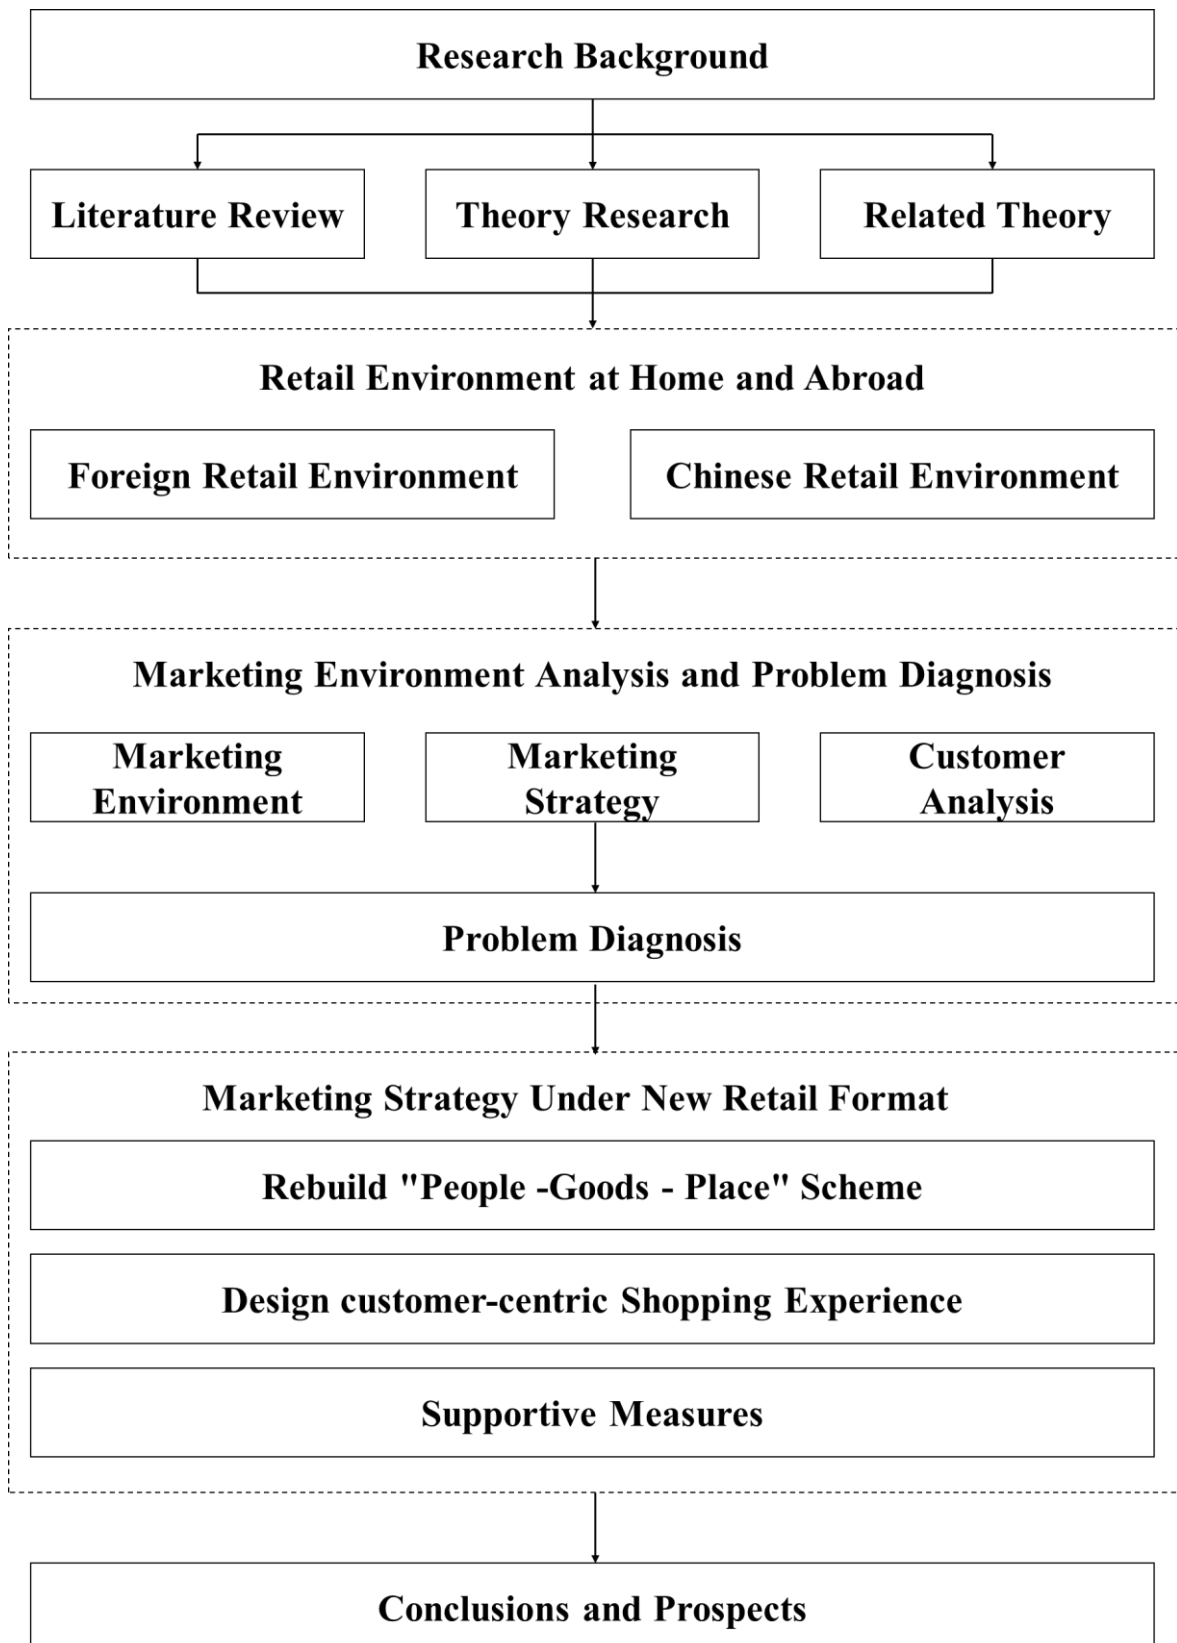 Research Background
Literature Review
Theory Research
Related Theory
Retail Environment at Home and Abroad
Foreign Retail Environment
Chinese Retail Environment
Marketing Environment Analysis and Problem Diagnosis
Marketing
Environment
Marketing
Strategy
Customer
Analysis
Problem Diagnosis
Marketing Strategy Under New Retail Format
Rebuild "People -Goods - Place" Scheme
Design customer-centric Shopping Experience
Supportive Measures
Conclusions and Prospects